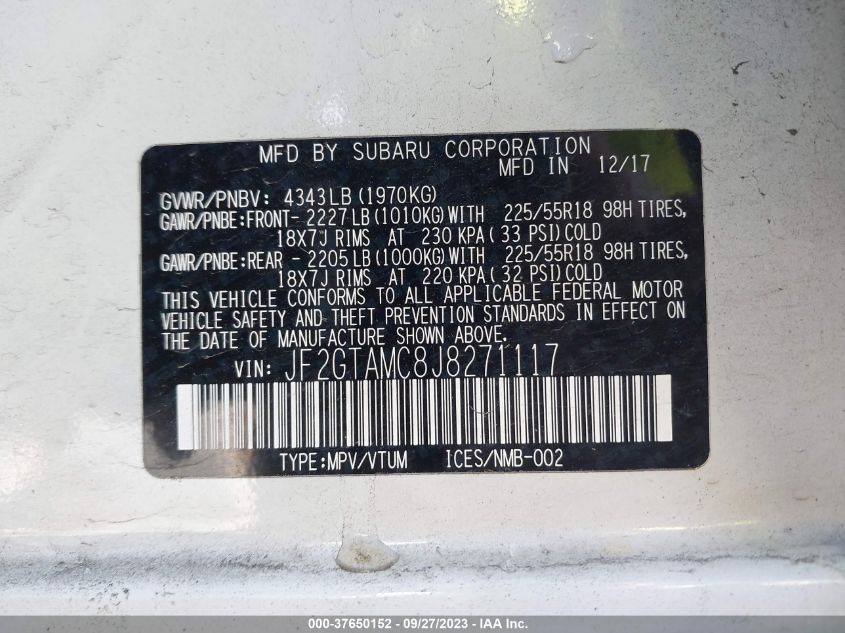 MFD BY SUBARU CORPORATION
MFD IN 12/17
GVWR/PNBV: 4343LB (1970KG)
GAWR/PNBE:FRONT- 2227 LB (1010KG) WITH 225/55R18 98H TIRES,
18X7J RIMS AT 230 KPA ( 33 PSI) COLD
GAWR/PNBE:REAR - 2205 LB (1000KG) WITH 225/55R18 98H TIRES,
18X7J RIMS AT 220 KPA ( 32 PSI) COLD
THIS VEHICLE CONFORMS TO ALL APPLICABLE FEDERAL MOTOR
VEHICLE SAFETY AND THEFT PREVENTION STANDARDS IN EFFECT ON
THE DATE OF MANUFACTURE SHOWN ABOVE.
VIN: JF2GTAMC8J8271117
TYPE:MPV/VTUM ICES/NMB-002
000-37650152 - 09/27/2023 - IAA Inc.